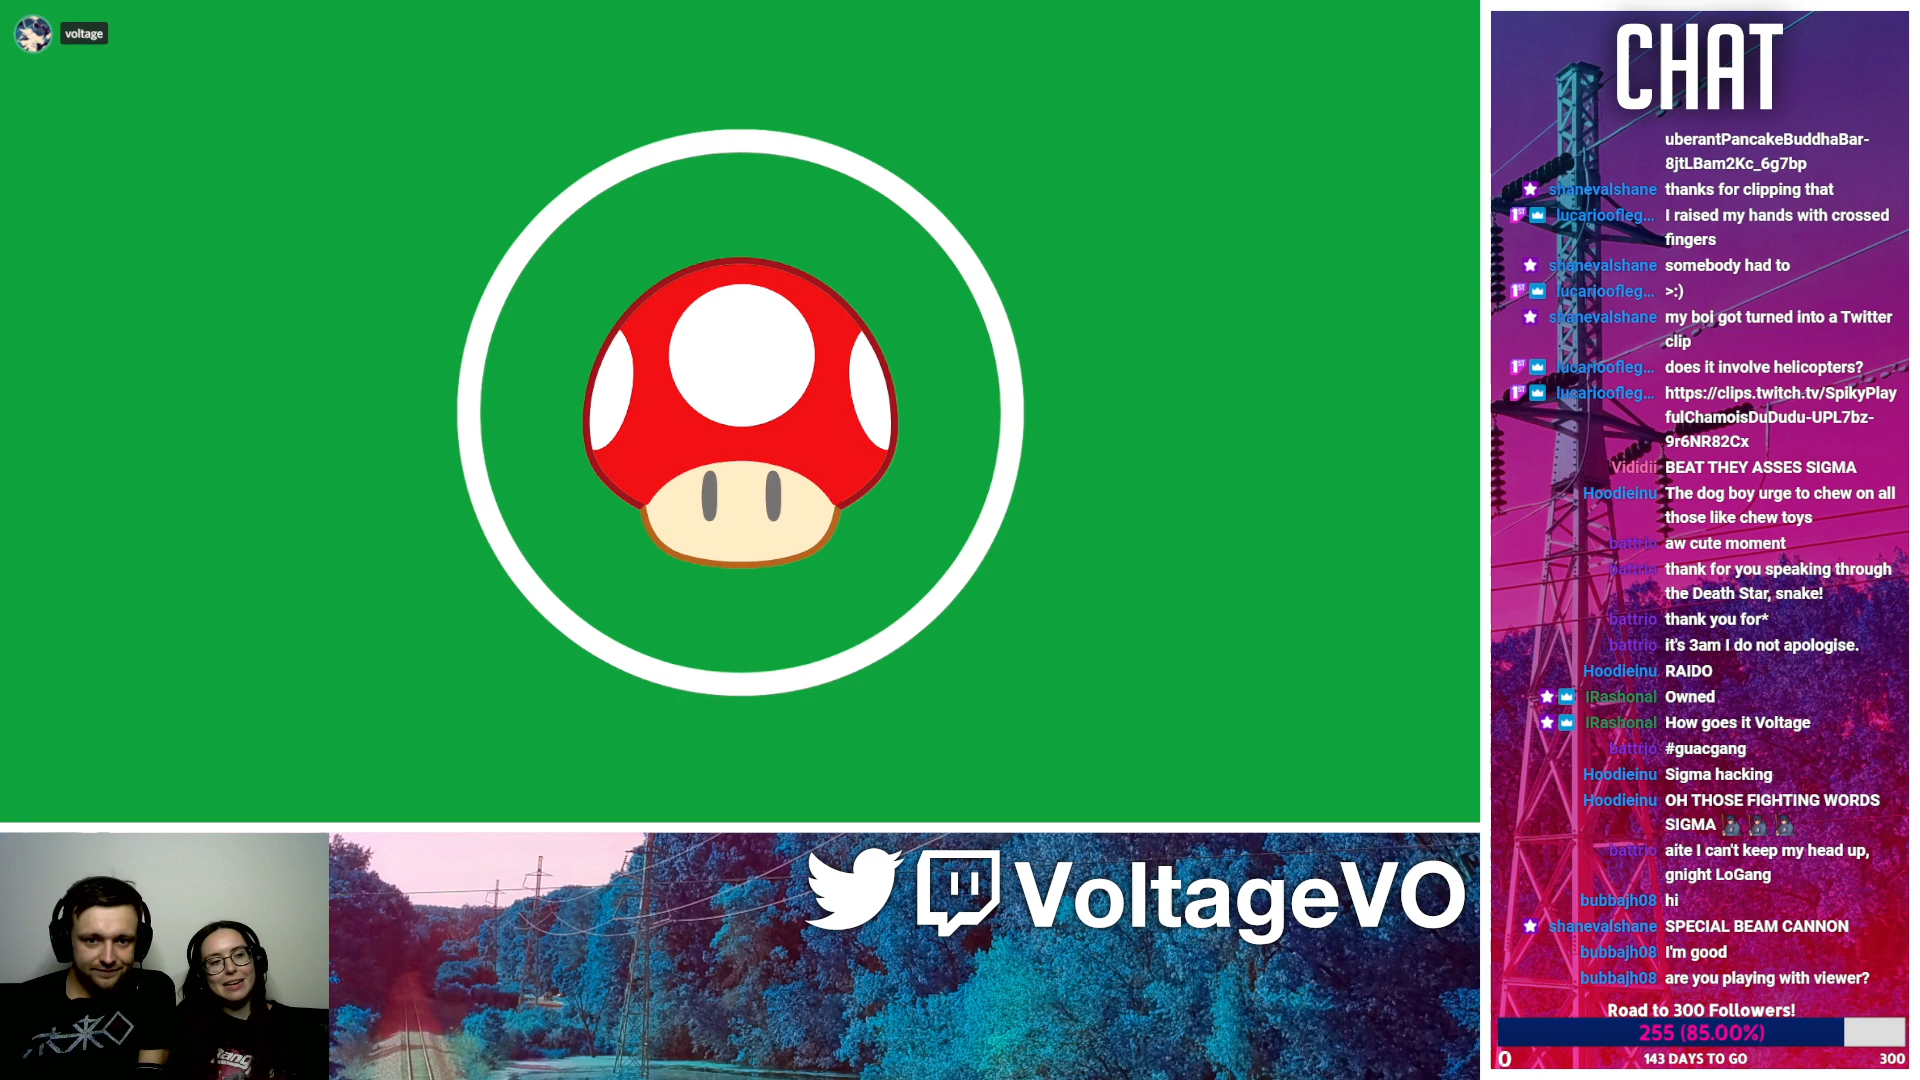 voltage
CHAT
uberantPancakeBuddhaBar-
8jtLBam2Kc_6g7bp
shanevalshane thanks for clipping that
1ST lucarioofleg... I raised my hands with crossed
fingers
shanevalshane somebody had to
1ST lucarioofleg... >:)
shanevalshane my boi got turned into a Twitter
clip
1ST lucarioofleg... does it involve helicopters?
1ST lucarioofleg... https://clips.twitch.tv/SpikyPlay
fulChamoisDuDudu-UPL7bz-
9r6NR82Cx
Vididii BEAT THEY ASSES SIGMA
Hoodieinu The dog boy urge to chew on all
those like chew toys
battrio aw cute moment
battrio thank for you speaking through
the Death Star, snake!
battrio thank you for*
battrio it's 3am I do not apologise.
Hoodieinu RAIDO
IRashonal Owned
IRashonal How goes it Voltage
battrio #guacgang
Hoodieinu Sigma hacking
Hoodieinu OH THOSE FIGHTING WORDS
SIGMA
battrio aite I can't keep my head up,
gnight LoGang
bubbajh08 hi
shanevalshane SPECIAL BEAM CANNON
bubbajh08 I'm good
bubbajh08 are you playing with viewer?
Road to 300 Followers!
255 (85.00%)
0 143 DAYS TO GO 300
VoltageVO